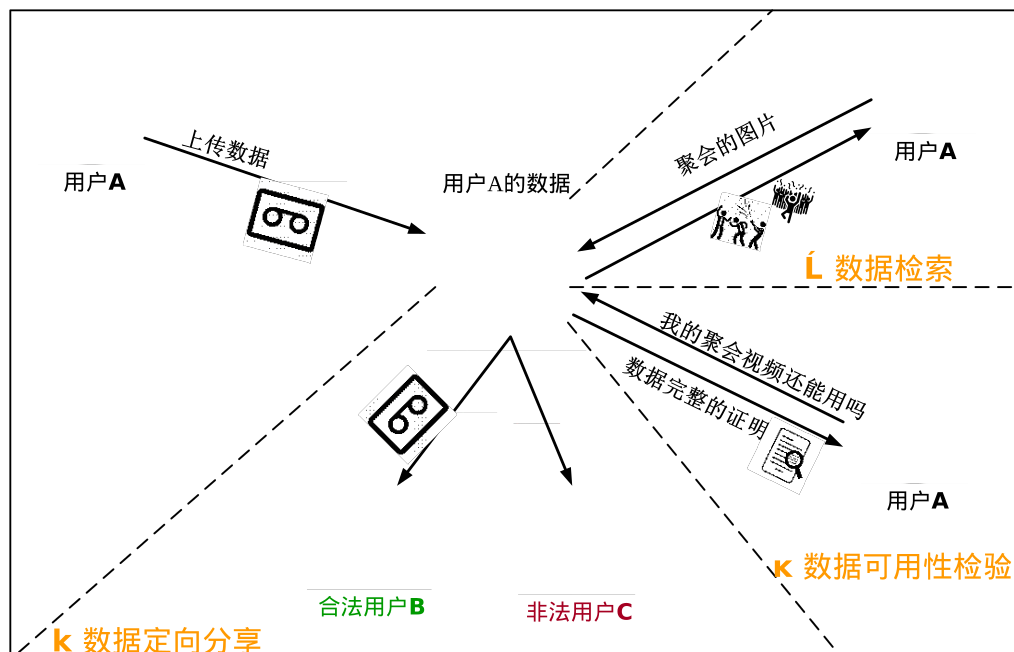 上传数据
用户A
用户A的数据
聚会的图片
用户A
Ĺ 数据检索
我的聚会视频还能用吗
数据完整的证明
用户A
κ 数据可用性检验
合法用户B
非法用户C
k 数据定向分享